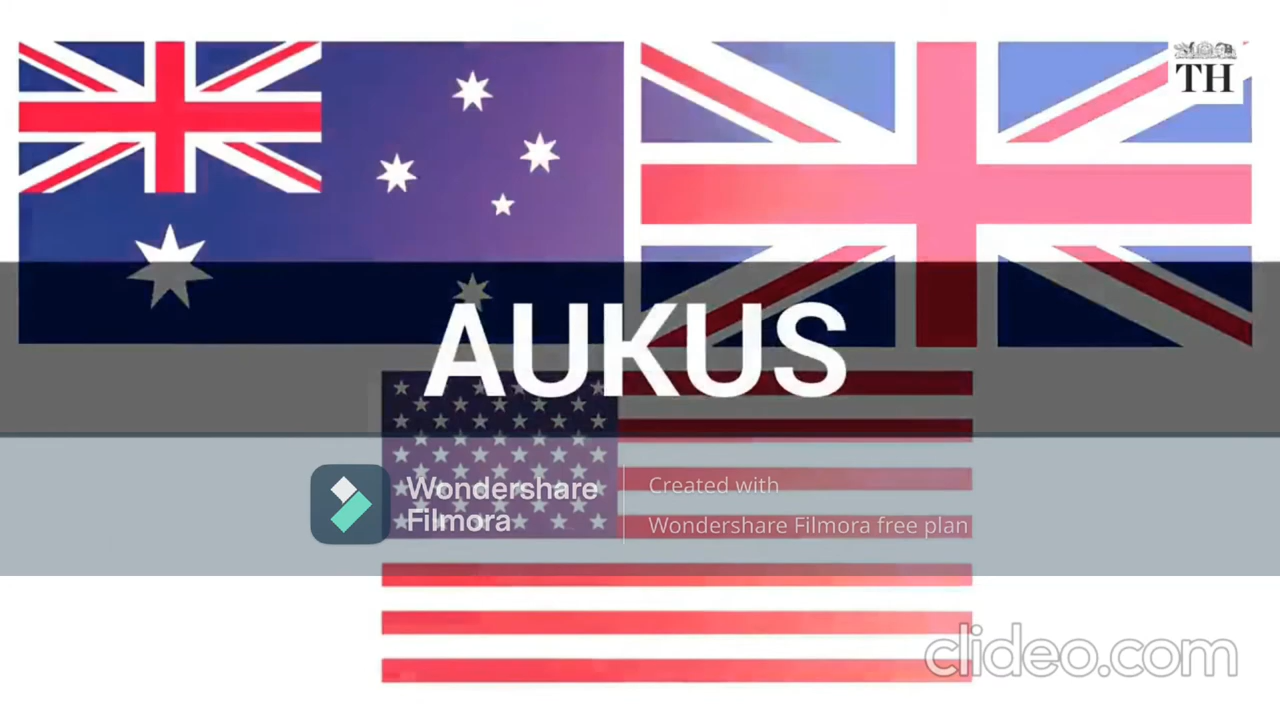 TH
AUKUS
Wondershare
Filmora
Created with
Wondershare Filmora free plan
clideo.com